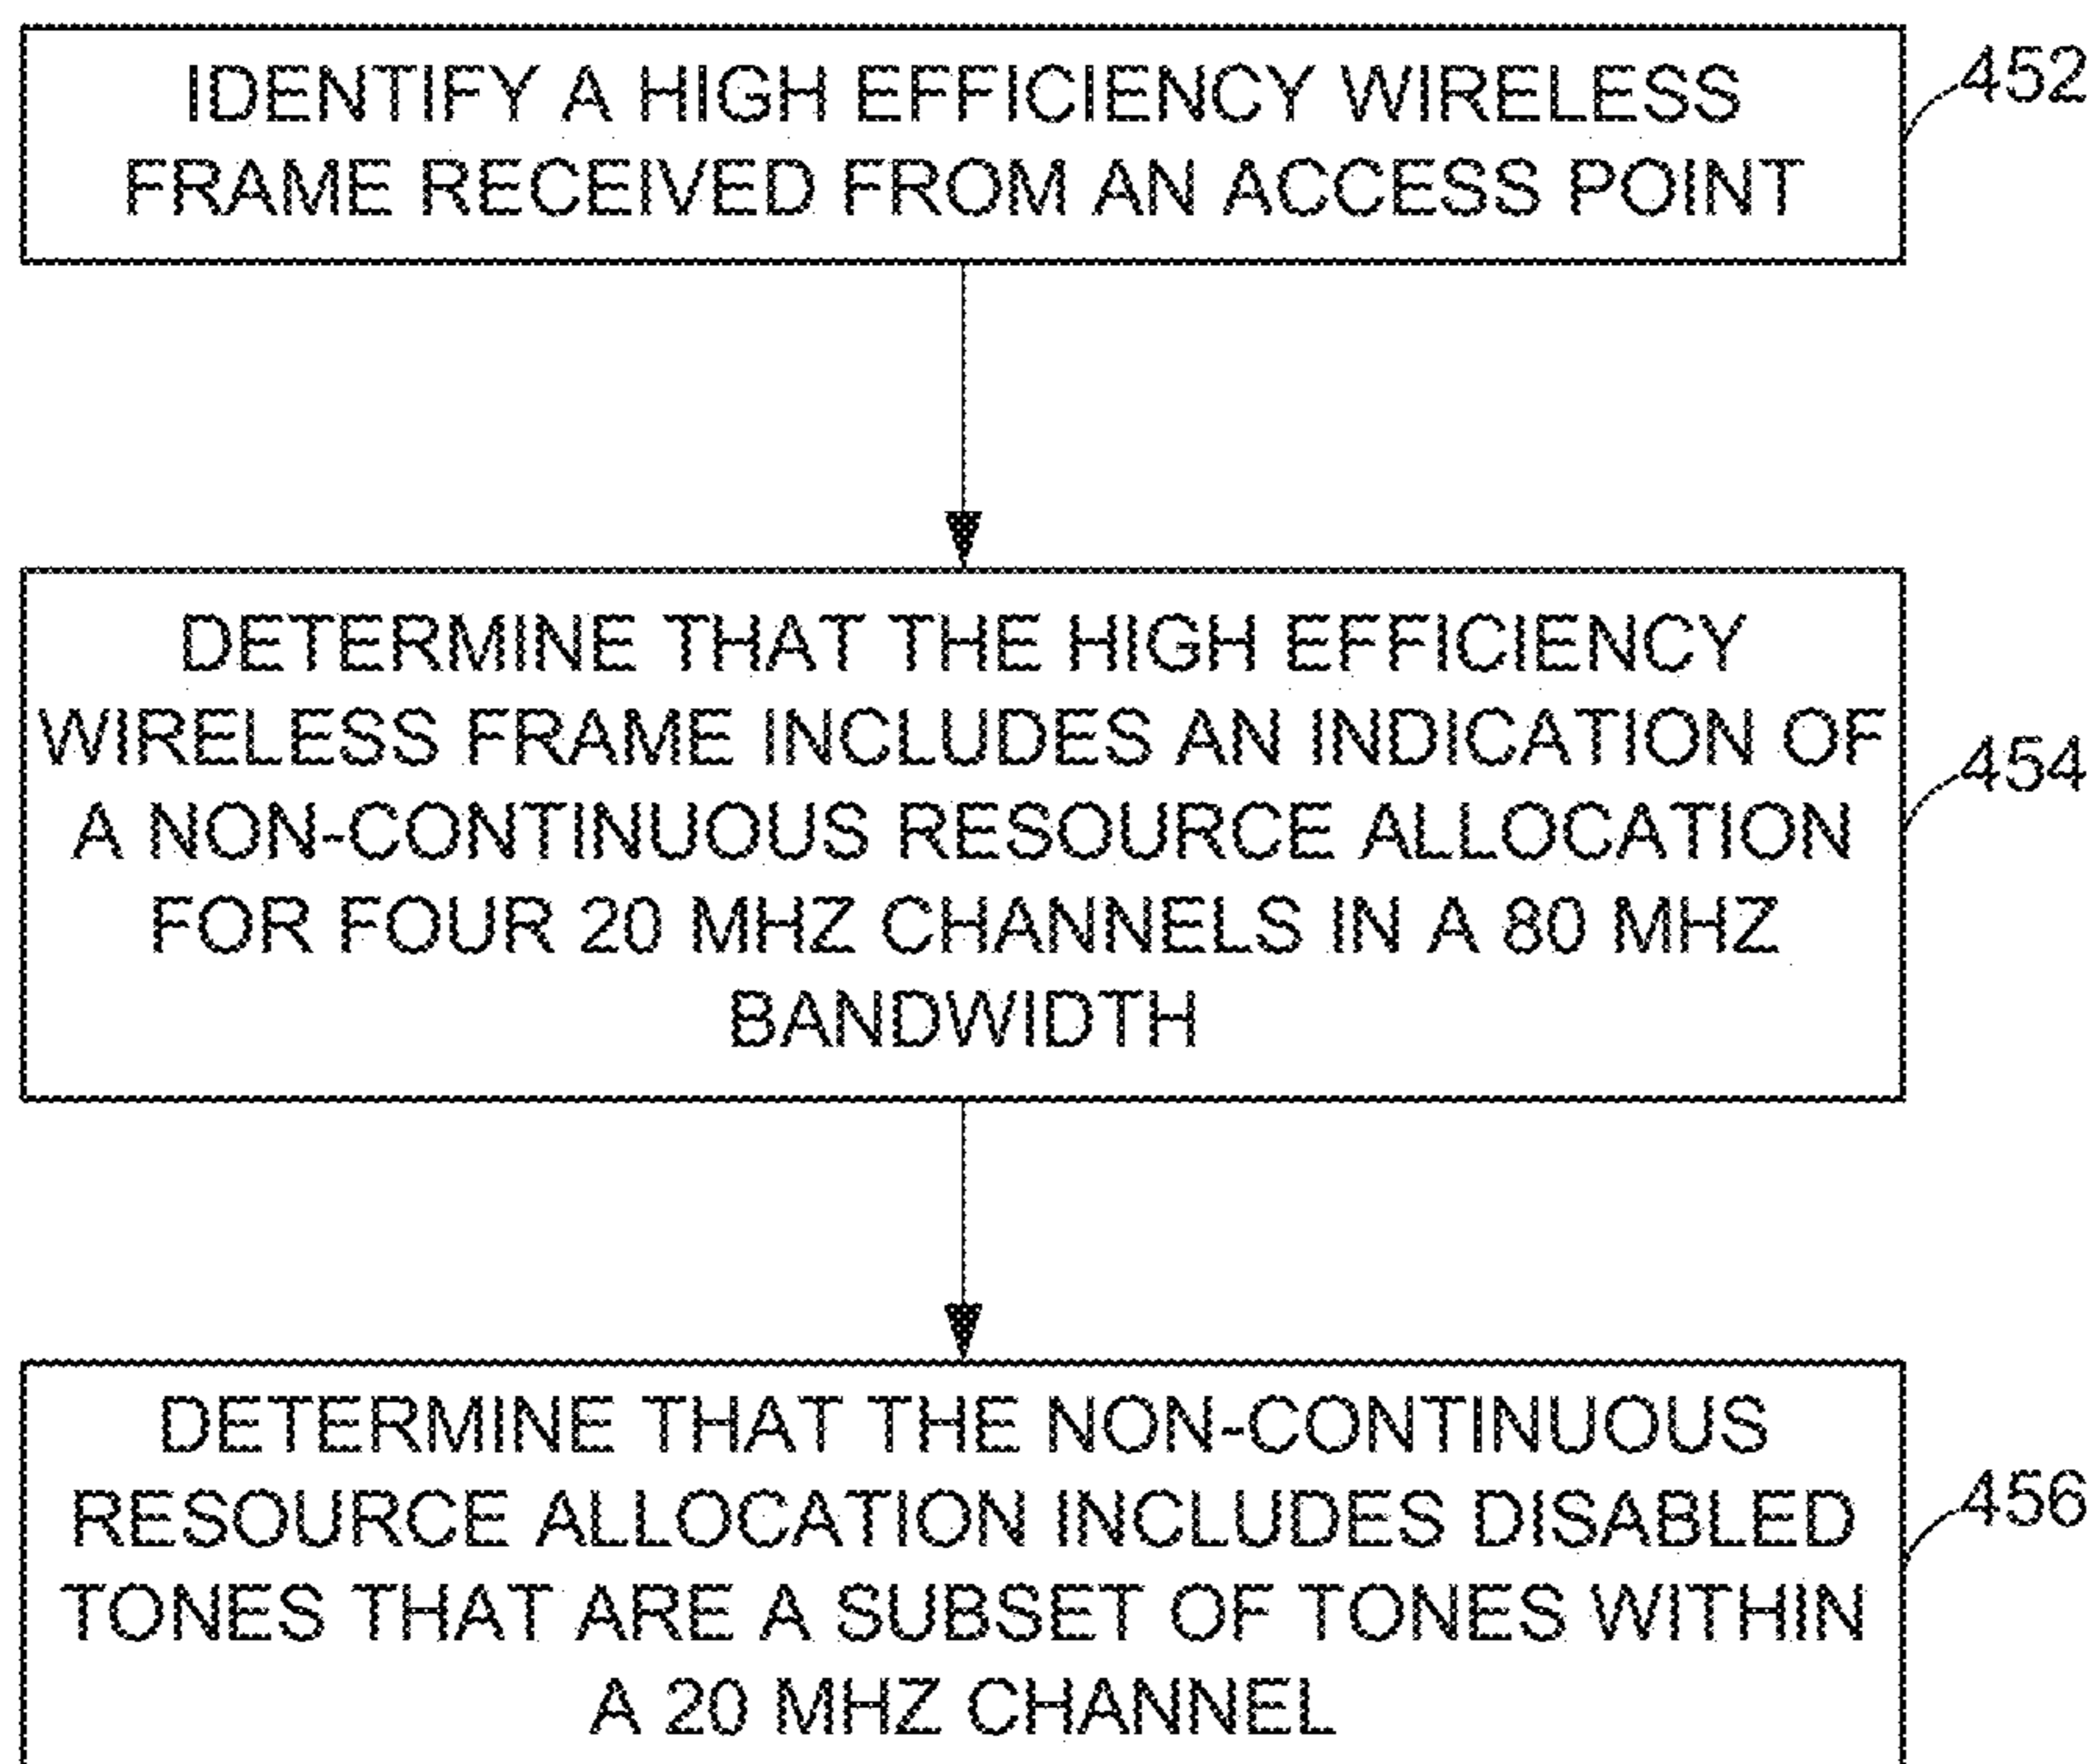 IDENTIFY A HIGH EFFICIENCY WIRELESS
FRAME RECEIVED FROM AN ACCESS POINT
452
DETERMINE THAT THE HIGH EFFICIENCY
WIRELESS FRAME INCLUDES AN INDICATION OF
A NON-CONTINUOUS RESOURCE ALLOCATION
FOR FOUR 20 MHZ CHANNELS IN A 80 MHZ
BANDWIDTH
454
DETERMINE THAT THE NON-CONTINUOUS
RESOURCE ALLOCATION INCLUDES DISABLED
TONES THAT ARE A SUBSET OF TONES WITHIN
A 20 MHZ CHANNEL
456